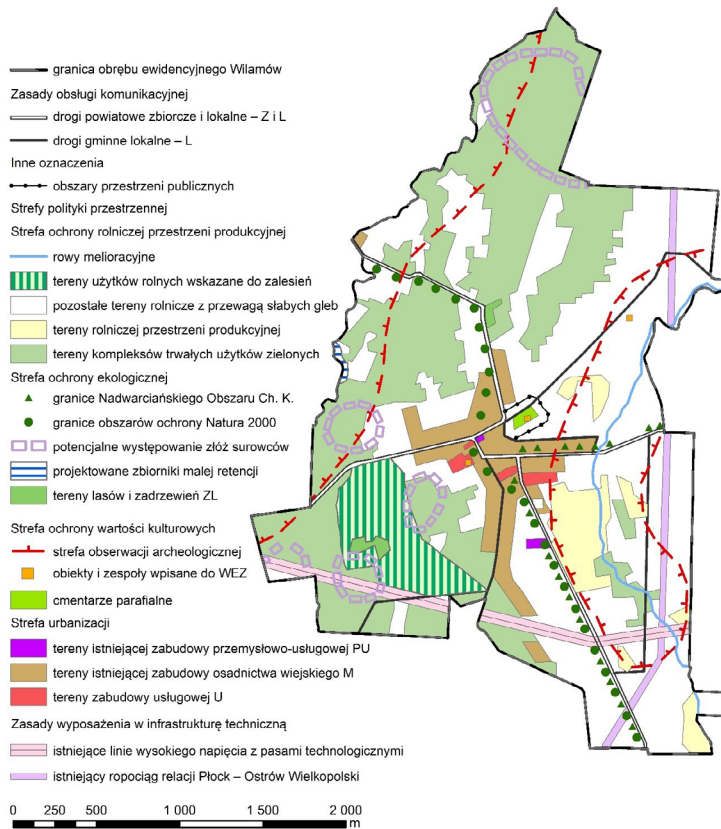 granica obrębu ewidencyjnego Wilamów
Zasady obsługi komunikacyjnej
drogi powiatowe zbiorcze i lokalne – Z i L
drogi gminne lokalne – L
Inne oznaczenia
obszary przestrzeni publicznych
Strefy polityki przestrzennej
Strefa ochrony rolniczej przestrzeni produkcyjnej
rowy melioracyjne
tereny użytków rolnych wskazane do zalesień
pozostałe tereny rolnicze z przewagą słabych gleb
tereny rolniczej przestrzeni produkcyjnej
tereny kompleksów trwałych użytków zielonych
Strefa ochrony ekologicznej
granice Nadwarciańskiego Obszaru Ch. K.
granice obszarów ochrony Natura 2000
potencjalne występowanie złóż surowców
projektowane zbiorniki malej retencji
tereny lasów i zadrzewień ZL
Strefa ochrony wartości kulturowych
strefa obserwacji archeologicznej
obiekty i zespoły wpisane do WEZ
cmentarze parafialne
Strefa urbanizacji
tereny istniejącej zabudowy przemysłowo-usługowej PU
tereny istniejącej zabudowy osadnictwa wiejskiego M
tereny zabudowy usługowej U
Zasady wyposażenia w infrastrukturę techniczną
istniejące linie wysokiego napięcia z pasami technologicznymi
istniejący ropociąg relacji Płock – Ostrów Wielkopolski
0 250 500 1 000 1 500 2 000
m